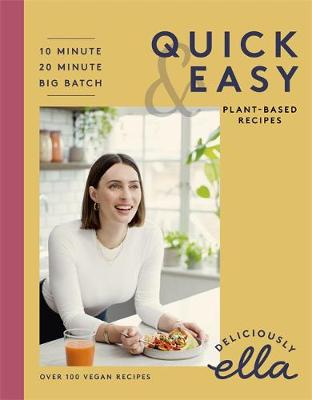 10 MINUTE
20 MINUTE
BIG BATCH
QUICK
& EASY
PLANT-BASED
RECIPES
DELICIOUSLY
ella
OVER 100 VEGAN RECIPES